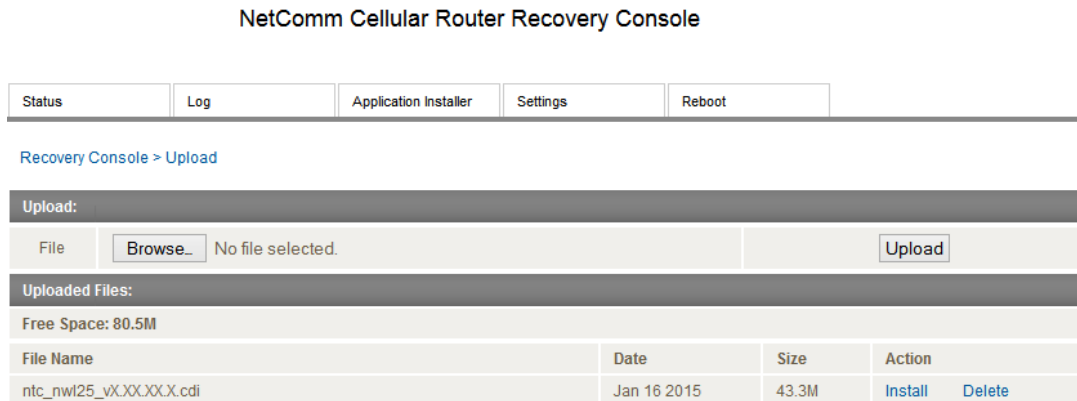 NetComm Cellular Router Recovery Console
Status Log Application Installer Settings Reboot
Recovery Console > Upload
Upload:
File Browse... No file selected. Upload
Uploaded Files:
Free Space: 80.5M
File Name Date Size Action
ntc_nwl25_vX.XX.XX.X.cdi Jan 16 2015 43.3M Install Delete